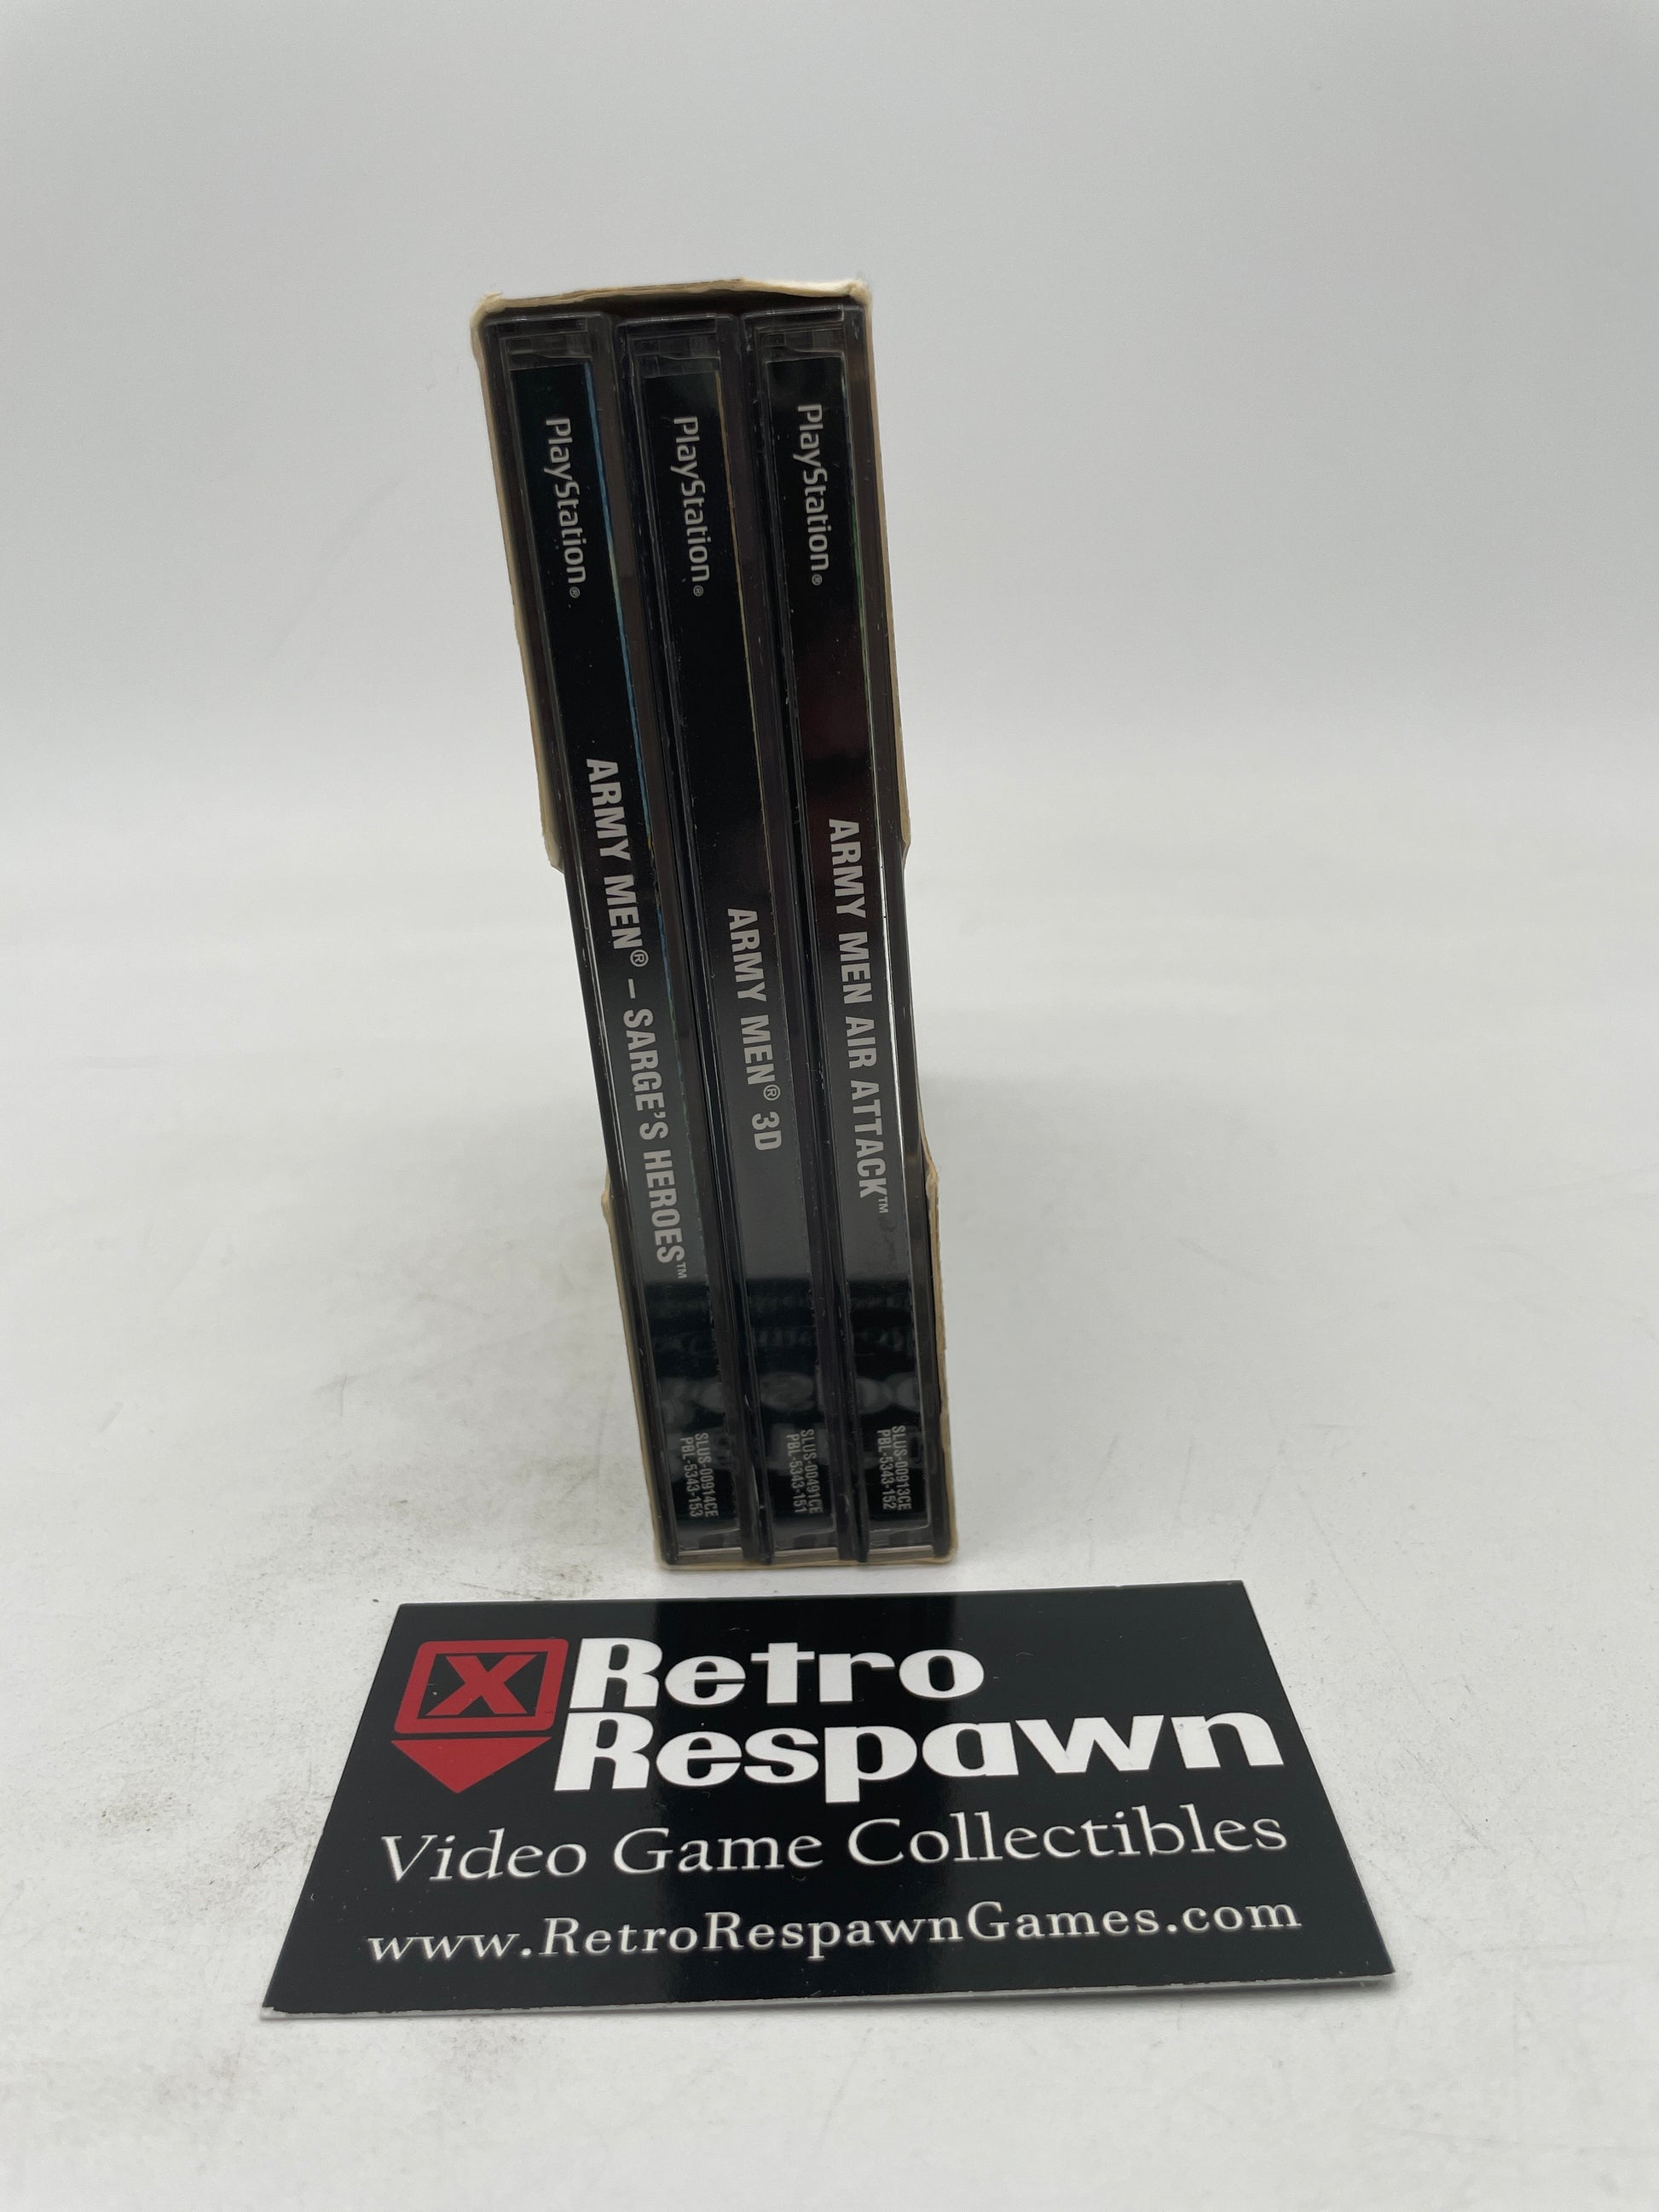 PlayStation®
ARMY MEN® – SARGE'S HEROES™
SLUS-00914CE
PBL-5343-153
PlayStation®
ARMY MEN® 3D
SLUS-00491CE
PBL-5343-151
PlayStation®
ARMY MEN AIR ATTACK™
SLUS-00913CE
PBL-5343-152
X Retro
Respawn
Video Game Collectibles
www.RetroRespawnGames.com